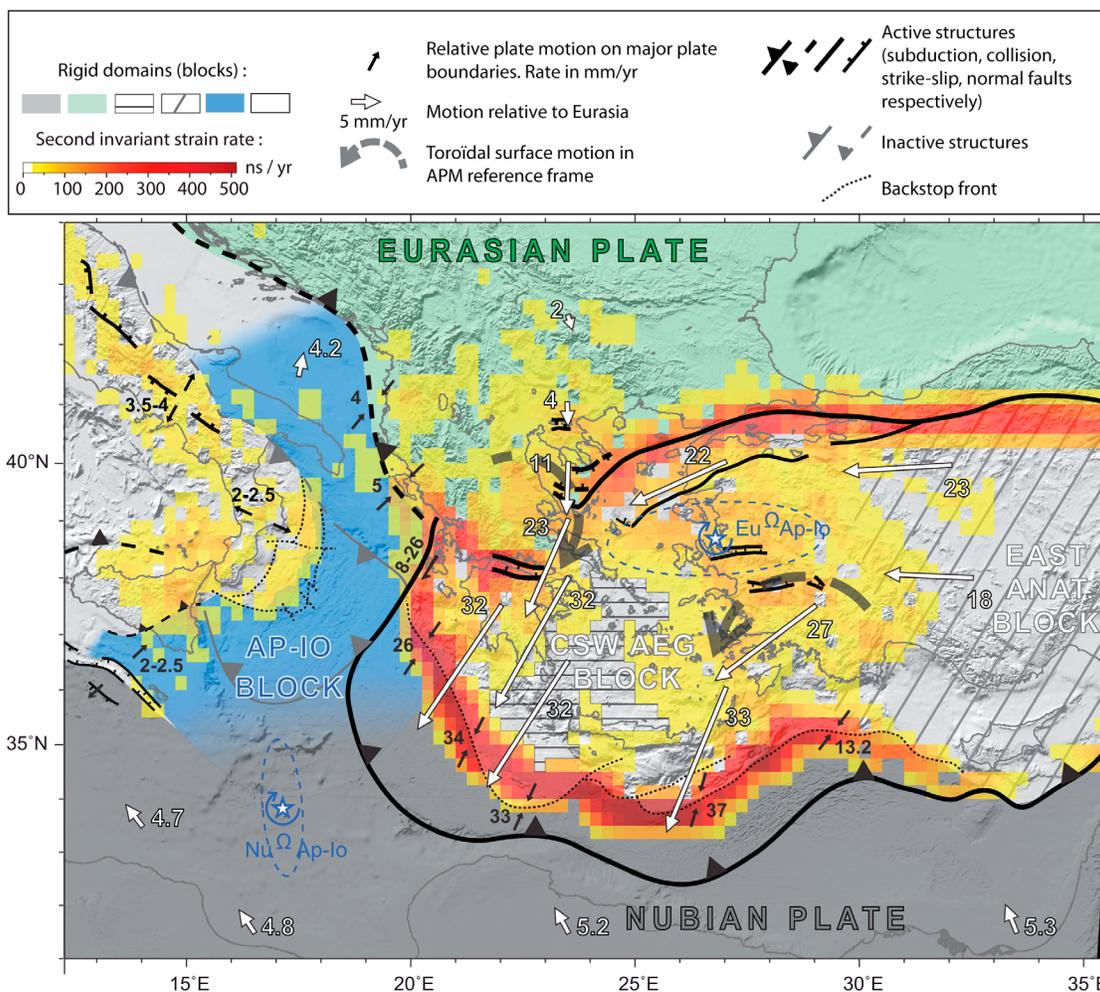 Rigid domains (blocks) :
Second invariant strain rate :
ns / yr
0 100 200 300 400 500
Relative plate motion on major plate
boundaries. Rate in mm/yr
5 mm/yr
Motion relative to Eurasia
Toroïdal surface motion in
APM reference frame
Active structures
(subduction, collision,
strike-slip, normal faults
respectively)
Inactive structures
Backstop front
EURASIAN PLATE
2
4.2
4
3.5-4
4
40°N
11
22
23
5
2-2.5
23
Eu Ω Ap-Io
8-26
EAST
ANAT
BLOCK
18
32
32
27
26
CSW AEG
BLOCK
AP-IO
BLOCK
2-2.5
32
33
35°N
34
13.2
33
37
4.7
Nu Ω Ap-Io
4.8
5.2
NUBIAN PLATE
5.3
15°E
20°E
25°E
30°E
35°E